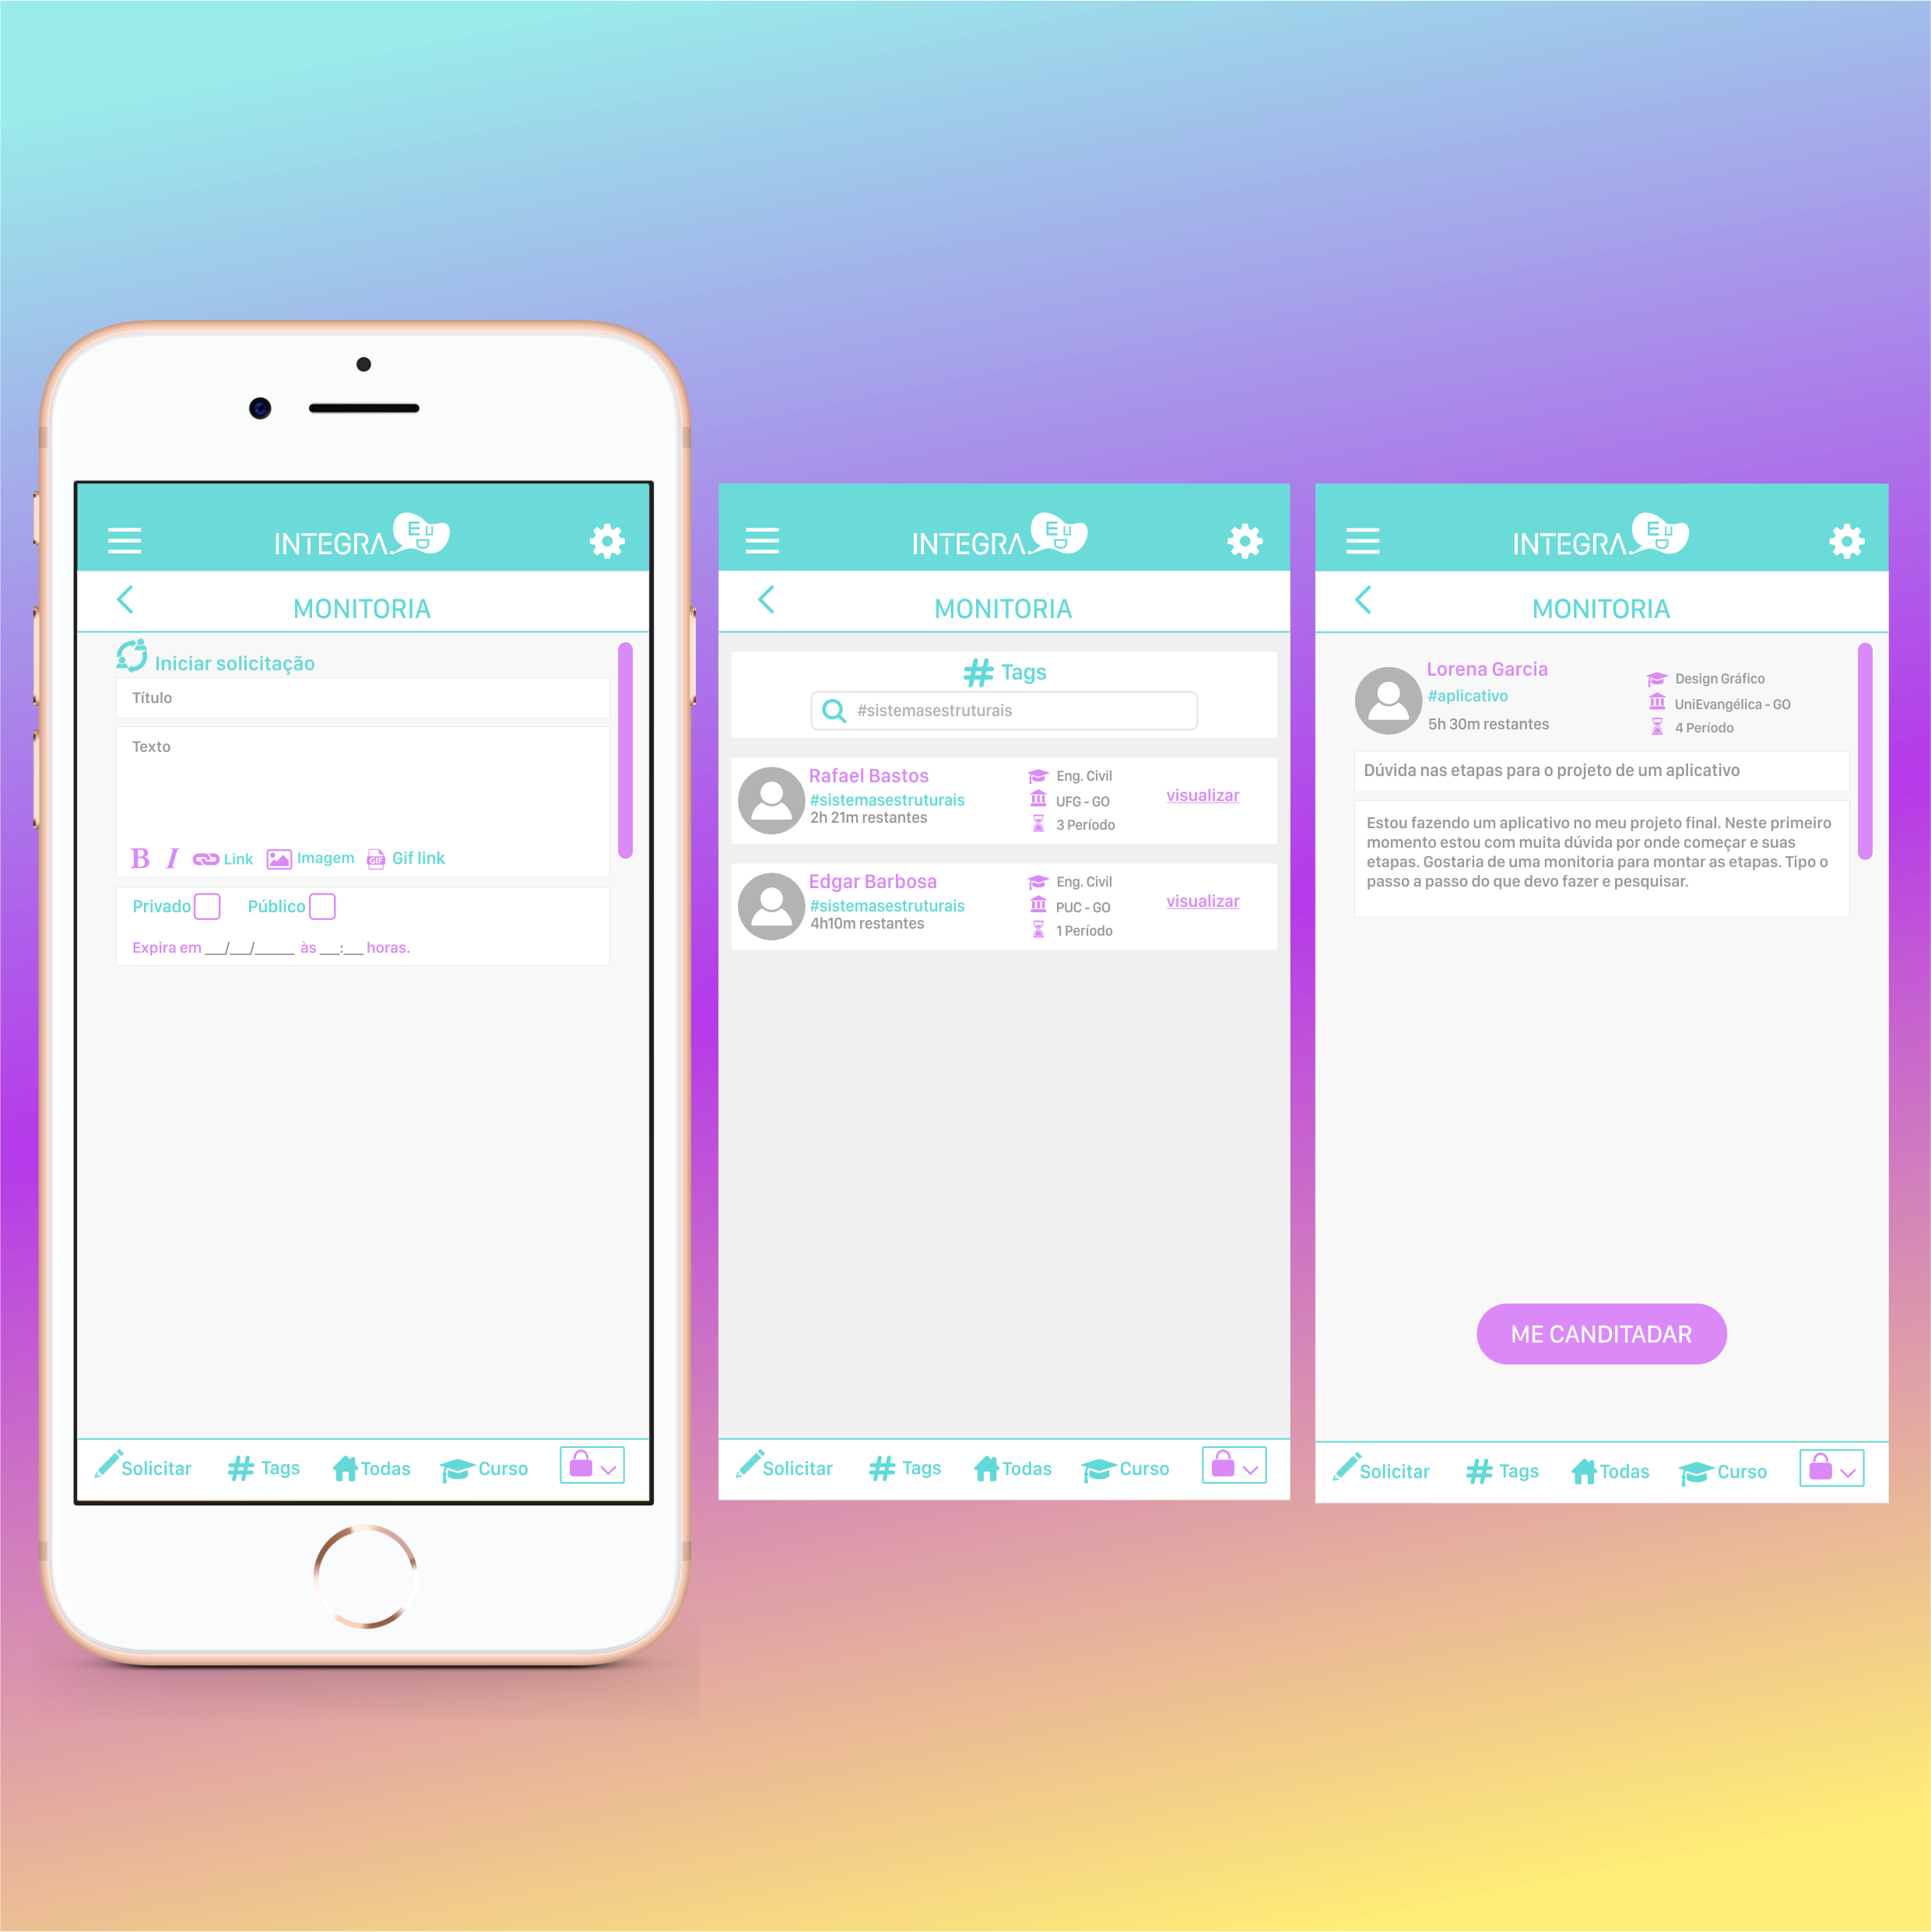 INTEGRA EUD
MONITORIA
Iniciar solicitação
Título
Texto
B I Link Imagem Gif link
Privado Público
Expira em __/__/____ às __:__ horas.
Solicitar # Tags Todas Curso
INTEGRA EUD
MONITORIA
# Tags
#sistemasestruturais
Rafael Bastos
#sistemasestruturais
2h 21m restantes
Eng. Civil
UFG - GO
3 Período
visualizar
Edgar Barbosa
#sistemasestruturais
4h10m restantes
Eng. Civil
PUC - GO
1 Período
visualizar
Solicitar # Tags Todas Curso
INTEGRA EUD
MONITORIA
Lorena Garcia
#aplicativo
5h 30m restantes
Design Gráfico
UniEvangélica - GO
4 Período
Dúvida nas etapas para o projeto de um aplicativo
Estou fazendo um aplicativo no meu projeto final. Neste primeiro
momento estou com muita dúvida por onde começar e suas
etapas. Gostaria de uma monitoria para montar as etapas. Tipo o
passo a passo do que devo fazer e pesquisar.
ME CANDITADAR
Solicitar # Tags Todas Curso